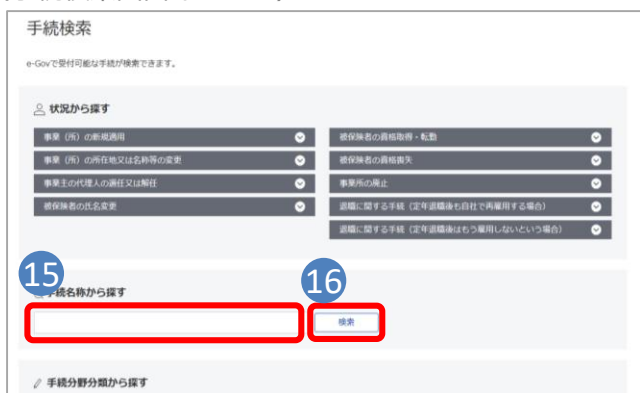 手続検索
e-Govで受付可能な手続が検索できます。
状況から探す
事業（所）の新規適用
被保険者の資格取得・転勤
事業（所）の所在地又は名称等の変更
被保険者の資格喪失
事業主の代理人の選任又は解任
事業所の廃止
被保険者の氏名変更
退職に関する手続（定年退職後も自社で再雇用する場合）
退職に関する手続（定年退職後はもう雇用しないという場合）
15
16
手続名称から探す
検索
手続分野分類から探す